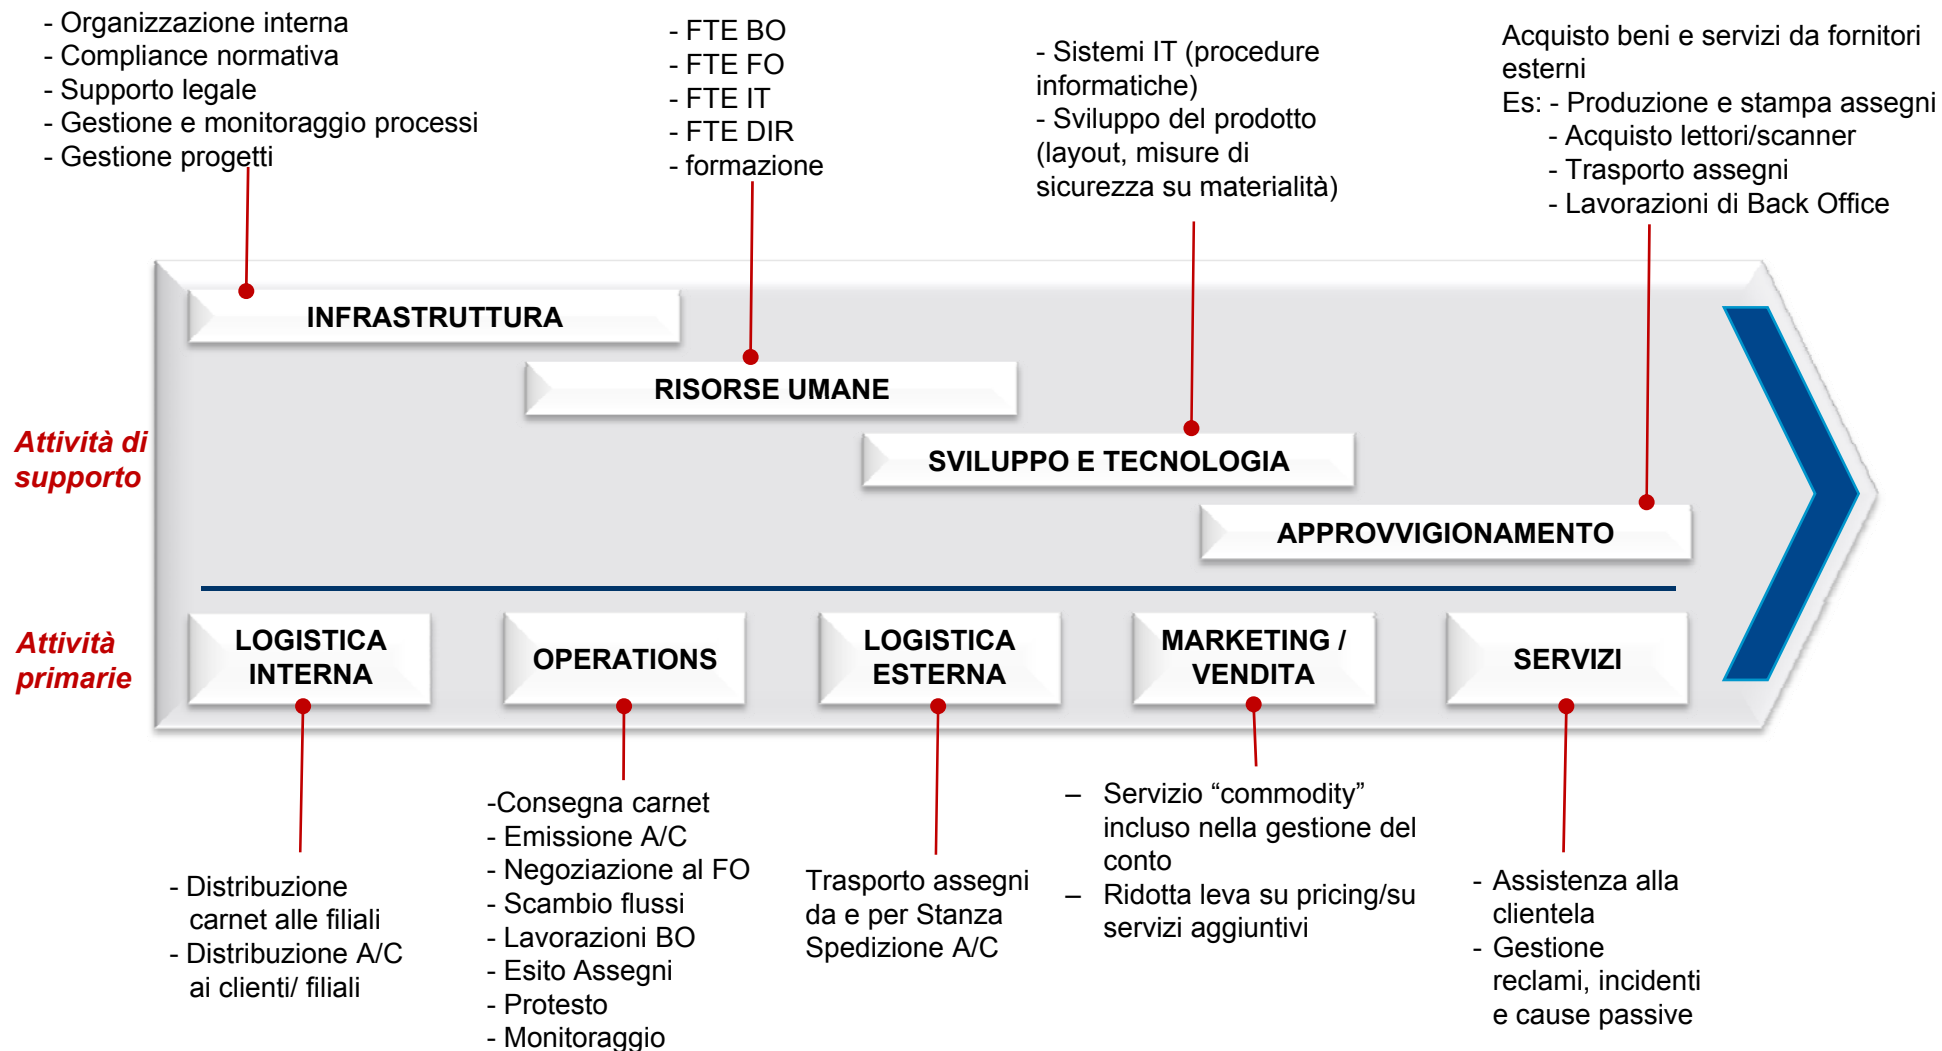 - Organizzazione interna
- Compliance normativa
- Supporto legale
- Gestione e monitoraggio processi
- Gestione progetti
- FTE BO
- FTE FO
- FTE IT
- FTE DIR
- formazione
- Sistemi IT (procedure
informatiche)
- Sviluppo del prodotto
(layout, misure di
sicurezza su materialità)
Acquisto beni e servizi da fornitori
esterni
Es: - Produzione e stampa assegni
- Acquisto lettori/scanner
- Trasporto assegni
- Lavorazioni di Back Office
INFRASTRUTTURA
RISORSE UMANE
SVILUPPO E TECNOLOGIA
APPROVVIGIONAMENTO
Attività di
supporto
Attività
primarie
LOGISTICA
INTERNA
OPERATIONS
LOGISTICA
ESTERNA
MARKETING /
VENDITA
SERVIZI
- Distribuzione
carnet alle filiali
- Distribuzione A/C
ai clienti/ filiali
-Consegna carnet
- Emissione A/C
- Negoziazione al FO
- Scambio flussi
- Lavorazioni BO
- Esito Assegni
- Protesto
- Monitoraggio
Trasporto assegni
da e per Stanza
Spedizione A/C
– Servizio “commodity”
incluso nella gestione del
conto
– Ridotta leva su pricing/su
servizi aggiuntivi
- Assistenza alla
clientela
- Gestione
reclami, incidenti
e cause passive